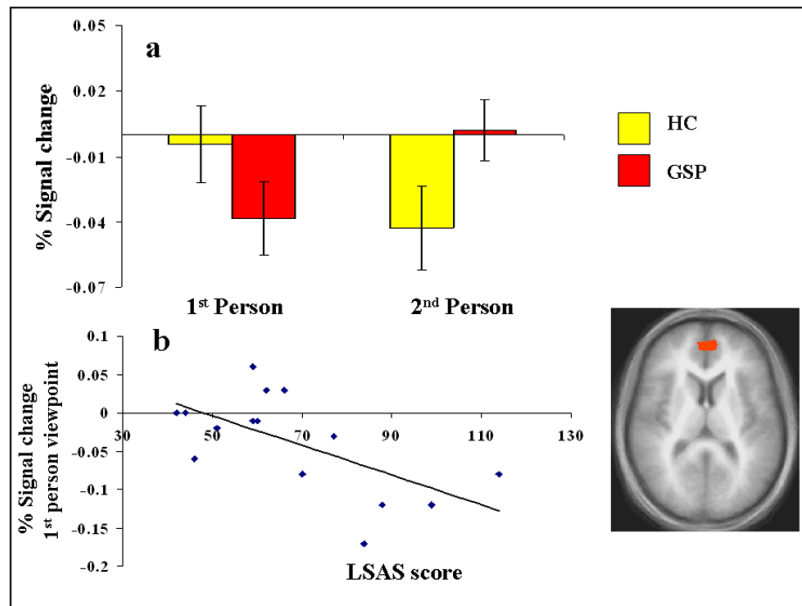 a
% Signal change
0.05
0.02
-0.01
-0.04
-0.07
1st Person
2nd Person
HC
GSP
b
% Signal change
1st person viewpoint
0.1
0.05
0
-0.05
-0.1
-0.15
-0.2
30
50
70
90
110
130
LSAS score